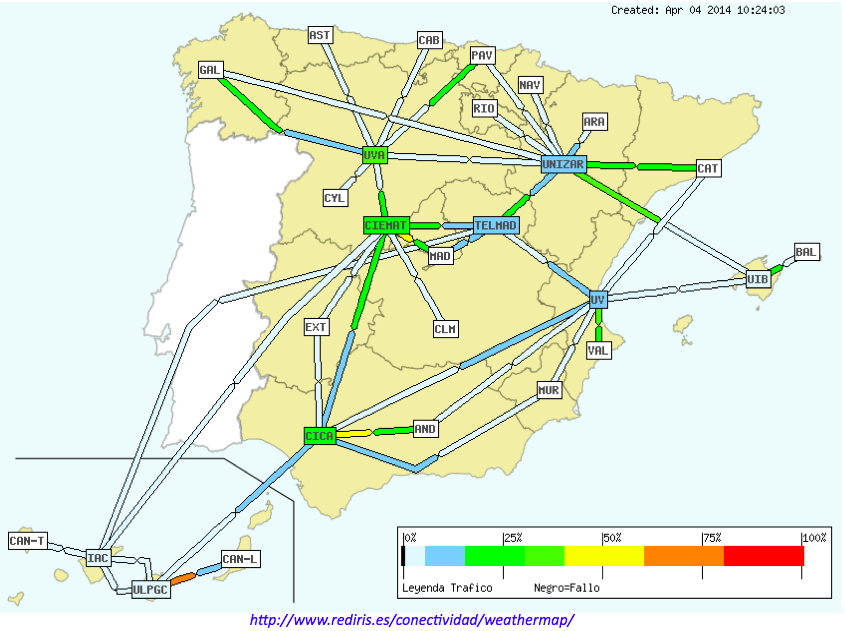 Created: Apr 04 2014 10:24:03
AST
CAB
PAV
GAL
NAV
RIO
ARA
UVA
UNIZAR
CAT
CYL
CIEMAT
TELMAD
MAD
BAL
UIB
UV
EXT
CLM
VAL
MUR
CICA
AND
CAN-T
IAC
CAN-L
ULPGC
0% 25% 50% 75% 100%
Leyenda Trafico Negro=Fallo
http://www.rediris.es/conectividad/weathermap/